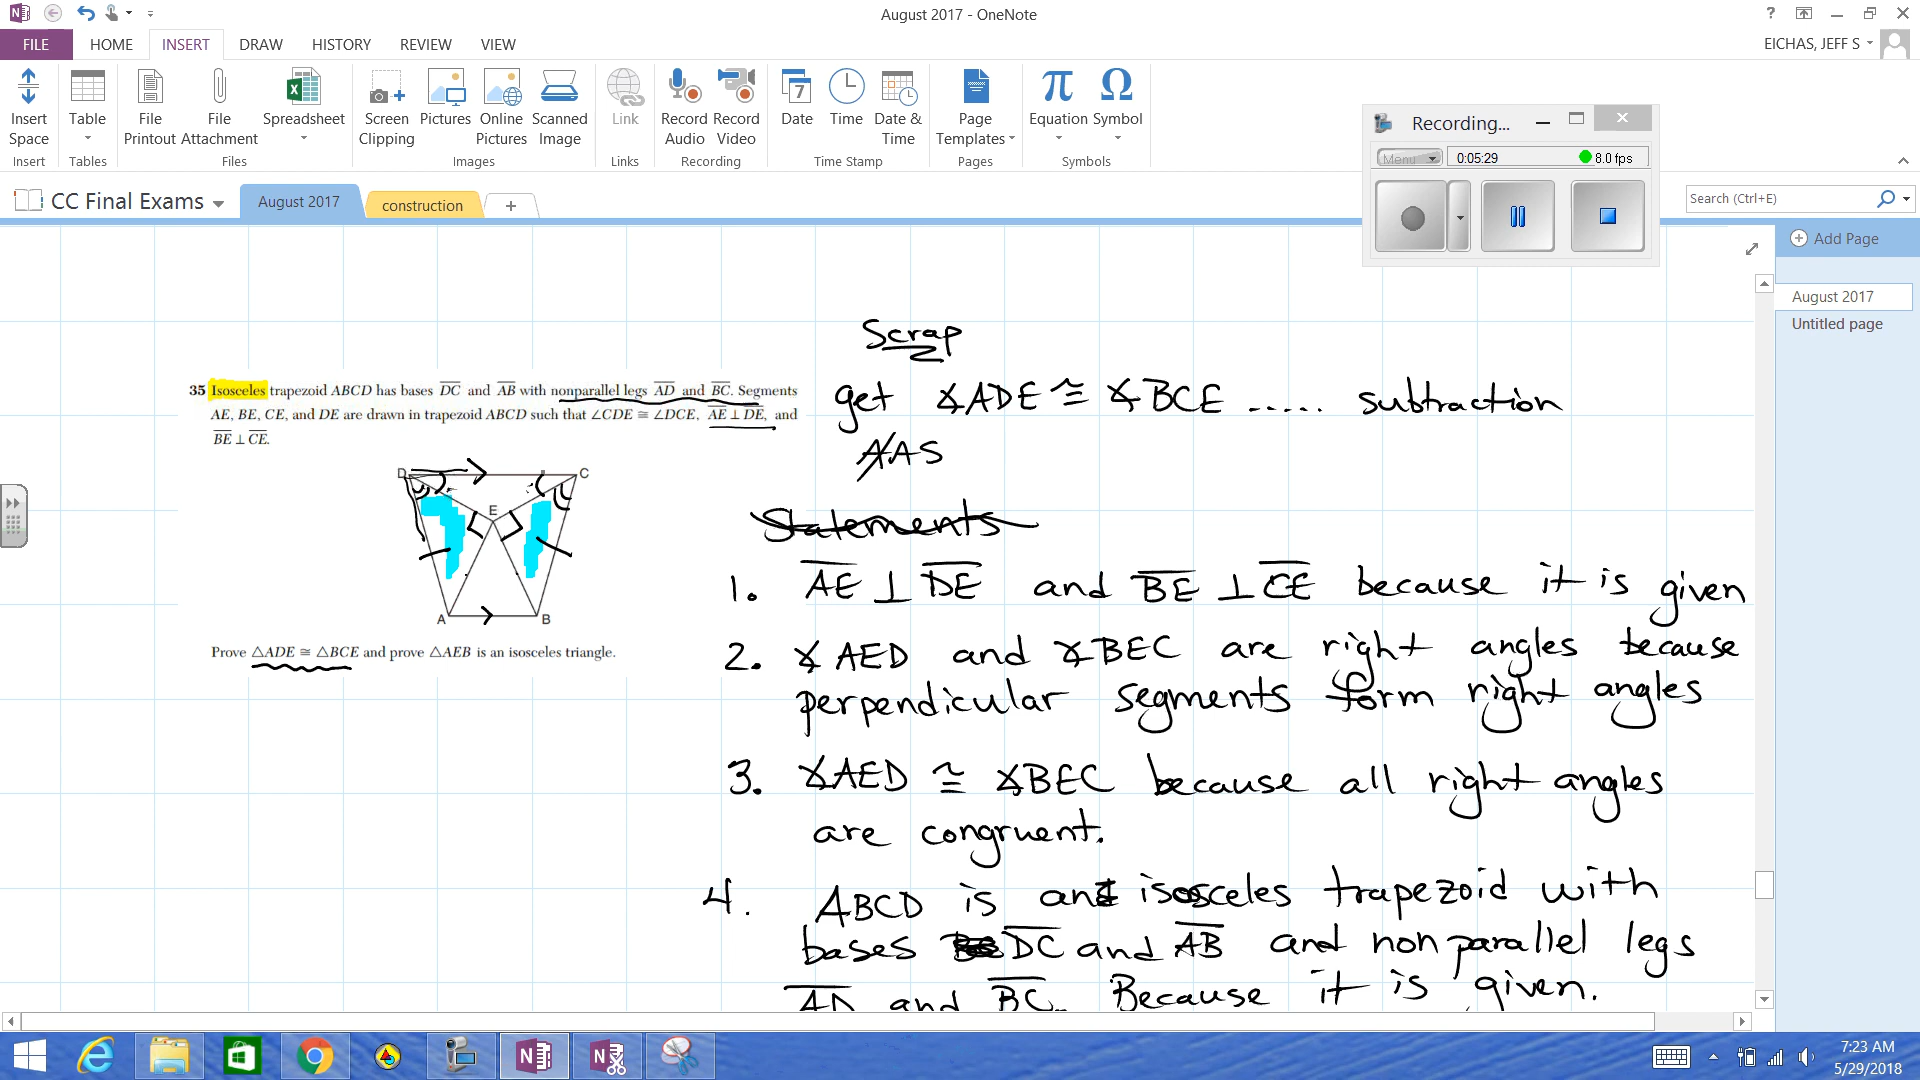 August 2017 - OneNote
?
FILE HOME INSERT DRAW HISTORY REVIEW VIEW
EICHAS, JEFF S
Insert Space
Table
File Printout
File Attachment
Spreadsheet
Screen Clipping
Pictures
Online Pictures
Scanned Image
Link
Record Audio
Record Video
Date
Time
Date & Time
Page Templates
π Equation
Ω Symbol
Insert Tables Files Images Links Recording Time Stamp Pages Symbols
Recording...
Menu 0:05:29 8.0 fps
CC Final Exams August 2017 construction +
Search (Ctrl+E)
Add Page
August 2017
Untitled page
35 Isosceles trapezoid ABCD has bases DC and AB with nonparallel legs AD and BC. Segments
AE, BE, CE, and DE are drawn in trapezoid ABCD such that ∠CDE ≅ ∠DCE, AE ⊥ DE, and
BE ⊥ CE.
D C
E
A B
Prove △ADE ≅ △BCE and prove △AEB is an isosceles triangle.
Scrap
get ∡ADE ≅ ∡BCE ..... subtraction
AAS
Statements
1. AE ⊥ DE and BE ⊥ CE because it is given
2. ∡AED and ∡BEC are right angles because
perpendicular segments form right angles
3. ∡AED ≅ ∡BEC because all right angles
are congruent.
4. ABCD is an isosceles trapezoid with
bases DC and AB and nonparallel legs
AD and BC. Because it is given.
7:23 AM
5/29/2018